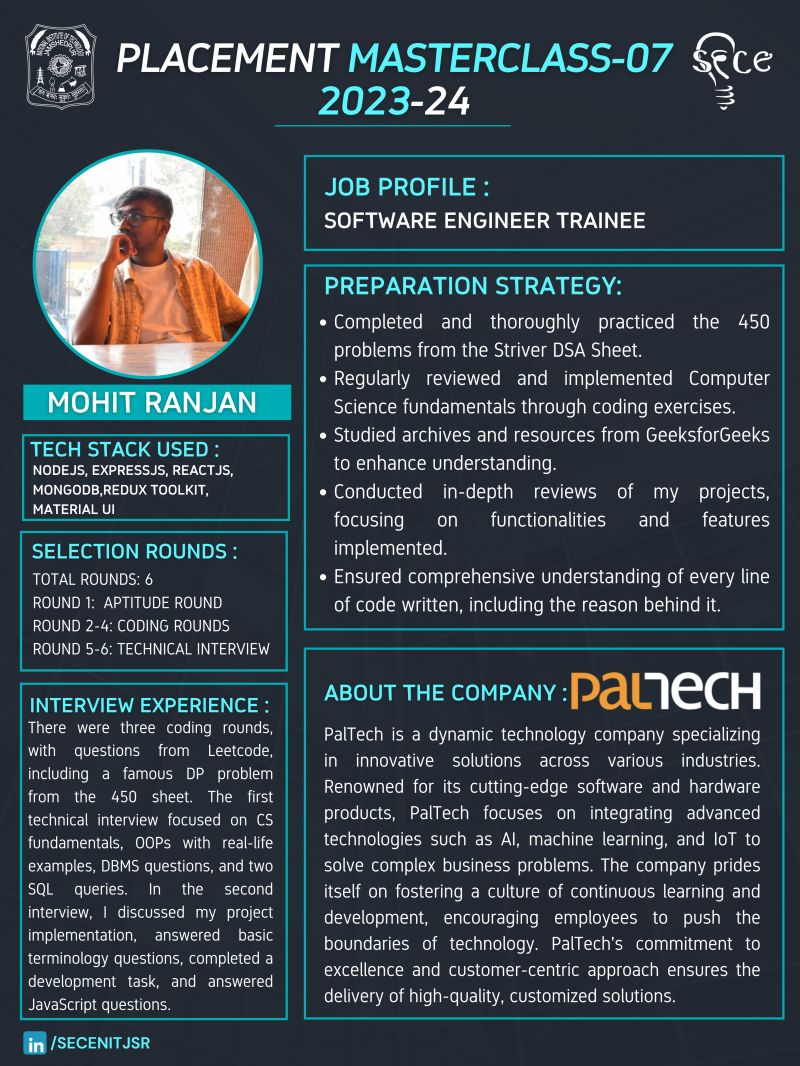 NATIONAL INSTITUTE OF TECHNOLOGY
JAMSHEDPUR
PLACEMENT MASTERCLASS-07
2023-24
sece
MOHIT RANJAN
TECH STACK USED :
NODEJS, EXPRESSJS, REACTJS,
MONGODB,REDUX TOOLKIT,
MATERIAL UI
SELECTION ROUNDS :
TOTAL ROUNDS: 6
ROUND 1: APTITUDE ROUND
ROUND 2-4: CODING ROUNDS
ROUND 5-6: TECHNICAL INTERVIEW
INTERVIEW EXPERIENCE :
There were three coding rounds,
with questions from Leetcode,
including a famous DP problem
from the 450 sheet. The first
technical interview focused on CS
fundamentals, OOPs with real-life
examples, DBMS questions, and two
SQL queries. In the second
interview, I discussed my project
implementation, answered basic
terminology questions, completed a
development task, and answered
JavaScript questions.
in /SECENITJSR
JOB PROFILE :
SOFTWARE ENGINEER TRAINEE
PREPARATION STRATEGY:
• Completed and thoroughly practiced the 450
problems from the Striver DSA Sheet.
• Regularly reviewed and implemented Computer
Science fundamentals through coding exercises.
• Studied archives and resources from GeeksforGeeks
to enhance understanding.
• Conducted in-depth reviews of my projects,
focusing on functionalities and features
implemented.
• Ensured comprehensive understanding of every line
of code written, including the reason behind it.
ABOUT THE COMPANY : PALTECH
PalTech is a dynamic technology company specializing
in innovative solutions across various industries.
Renowned for its cutting-edge software and hardware
products, PalTech focuses on integrating advanced
technologies such as AI, machine learning, and IoT to
solve complex business problems. The company prides
itself on fostering a culture of continuous learning and
development, encouraging employees to push the
boundaries of technology. PalTech's commitment to
excellence and customer-centric approach ensures the
delivery of high-quality, customized solutions.